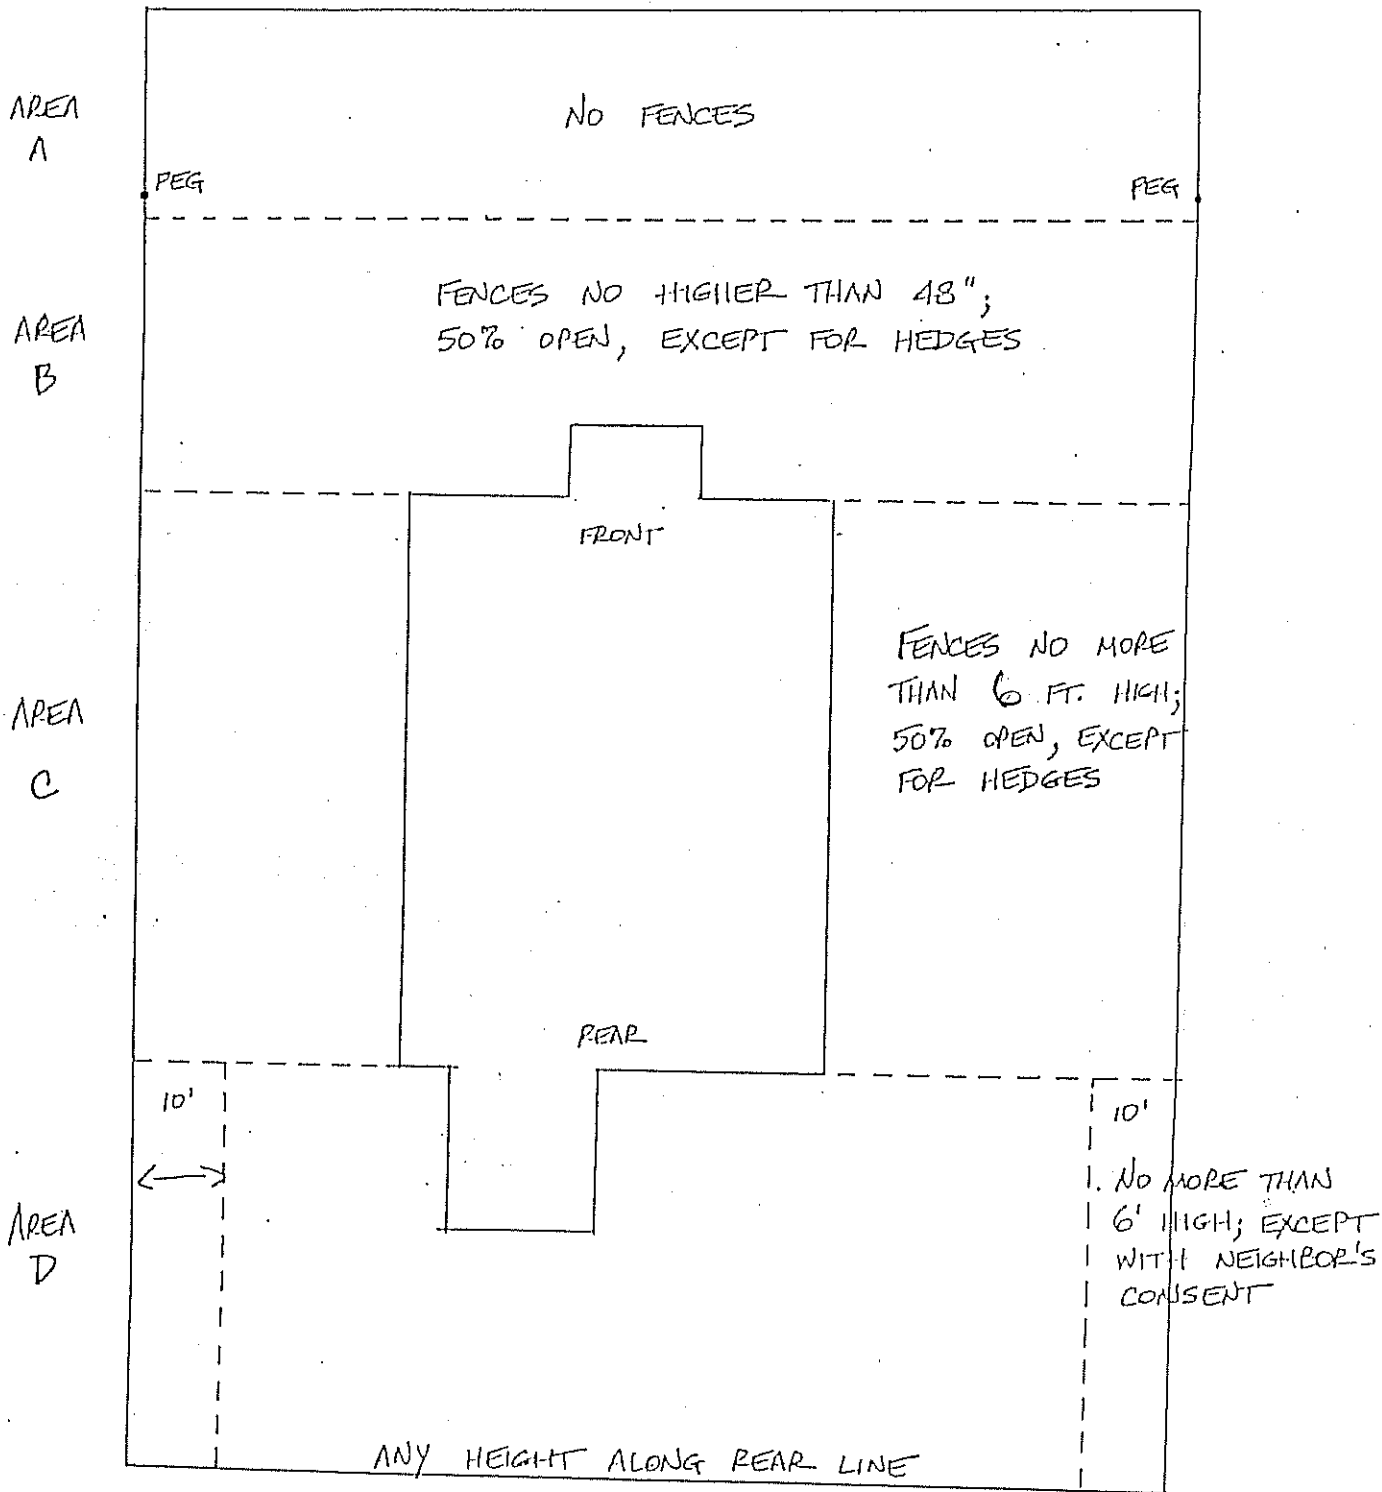 AREA
A
NO FENCES
PEG
PEG
AREA
B
FENCES NO HIGHER THAN 48";
50% OPEN, EXCEPT FOR HEDGES
FRONT
AREA
C
FENCES NO MORE
THAN 6 FT. HIGH;
50% OPEN, EXCEPT
FOR HEDGES
REAR
10'
10'
AREA
D
NO MORE THAN
6' HIGH; EXCEPT
WITH NEIGHBOR'S
CONSENT
ANY HEIGHT ALONG REAR LINE